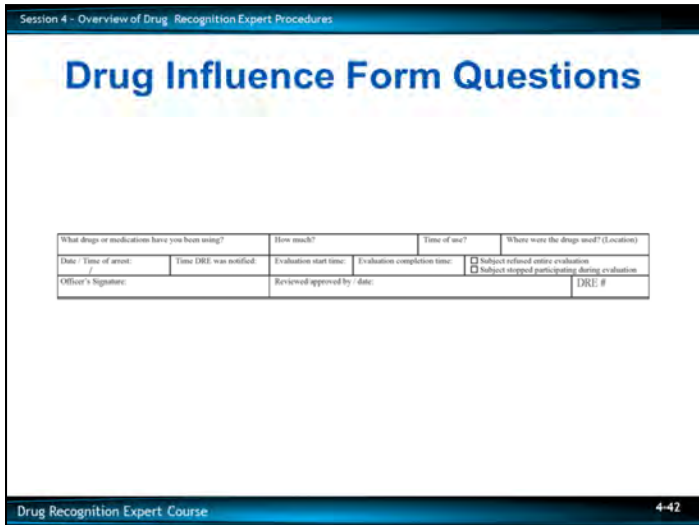 Session 4 - Overview of Drug Recognition Expert Procedures
Drug Influence Form Questions
What drugs or medications have you been using? How much? Time of use? Where were the drugs used? (Location)
Date / Time of arrest: Time DRE was notified: Evaluation start time: Evaluation completion time: ☐ Subject refused entire evaluation
/ ☐ Subject stopped participating during evaluation
Officer's Signature: Reviewed approved by / date: DRE #
Drug Recognition Expert Course 4-42